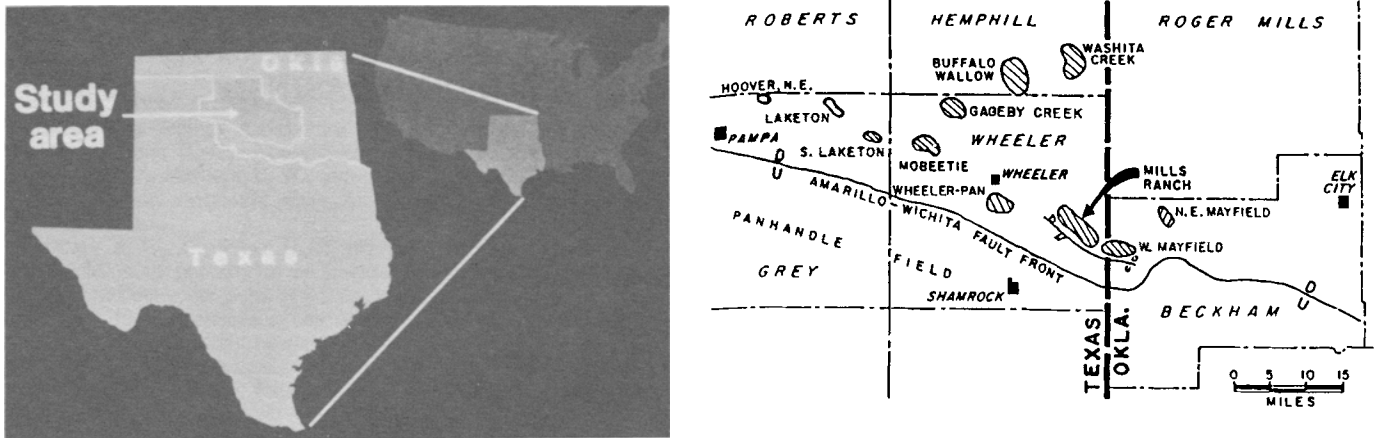 Okla
Study
area
Texas
ROBERTS
HEMPHILL
ROGER MILLS
WASHITA
CREEK
BUFFALO
WALLOW
HOOVER, N.E.
GAGEBY CREEK
LAKETON
PAMPA
WHEELER
S. LAKETON
MOBEETIE
D
U
WHEELER
MILLS
RANCH
ELK
CITY
WHEELER-PAN
AMARILLO-WICHITA FAULT FRONT
N.E. MAYFIELD
PANHANDLE
FIELD
D
U
W. MAYFIELD
GREY
SHAMROCK
D
U
BECKHAM
TEXAS
OKLA.
0 5 10 15
MILES